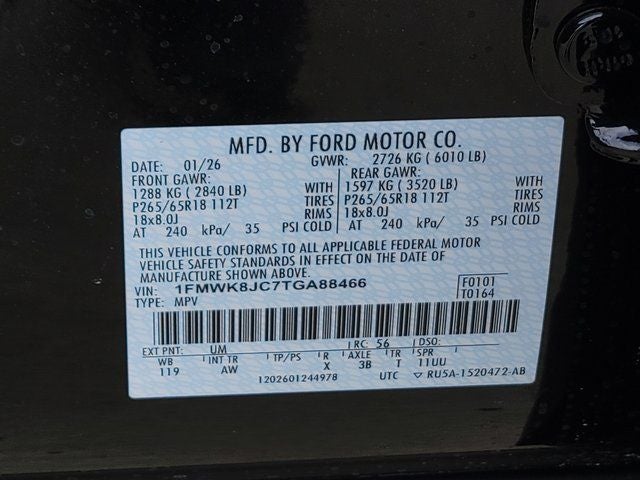 MFD. BY FORD MOTOR CO.
DATE: 01/26 GVWR: 2726 KG ( 6010 LB)
FRONT GAWR: REAR GAWR:
1288 KG ( 2840 LB) WITH 1597 KG ( 3520 LB) WITH
P265/65R18 112T TIRES P265/65R18 112T TIRES
18x8.0J RIMS 18x8.0J RIMS
AT 240 kPa/ 35 PSI COLD AT 240 kPa/ 35 PSI COLD
THIS VEHICLE CONFORMS TO ALL APPLICABLE FEDERAL MOTOR
VEHICLE SAFETY STANDARDS IN EFFECT ON THE DATE OF
MANUFACTURE SHOWN ABOVE.
VIN: 1FMWK8JC7TGA88466 F0101
TYPE: MPV T0164
EXT PNT: UM RC: 56 DSO:
WB INT TR TP/PS R AXLE TR SPR
119 AW X 3B T 11UU
1202601244978 UTC ▽ RU5A-1520472-AB